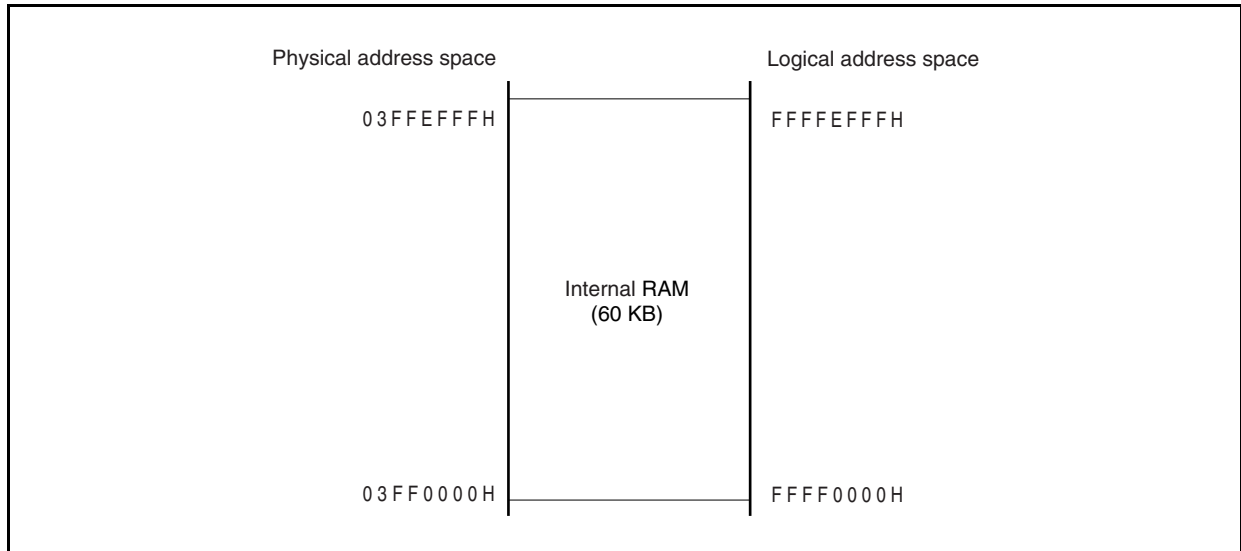 Physical address space
Logical address space
03FFEFFFH
FFFFEFFFH
Internal RAM
(60 KB)
03FF0000H
FFFF0000H